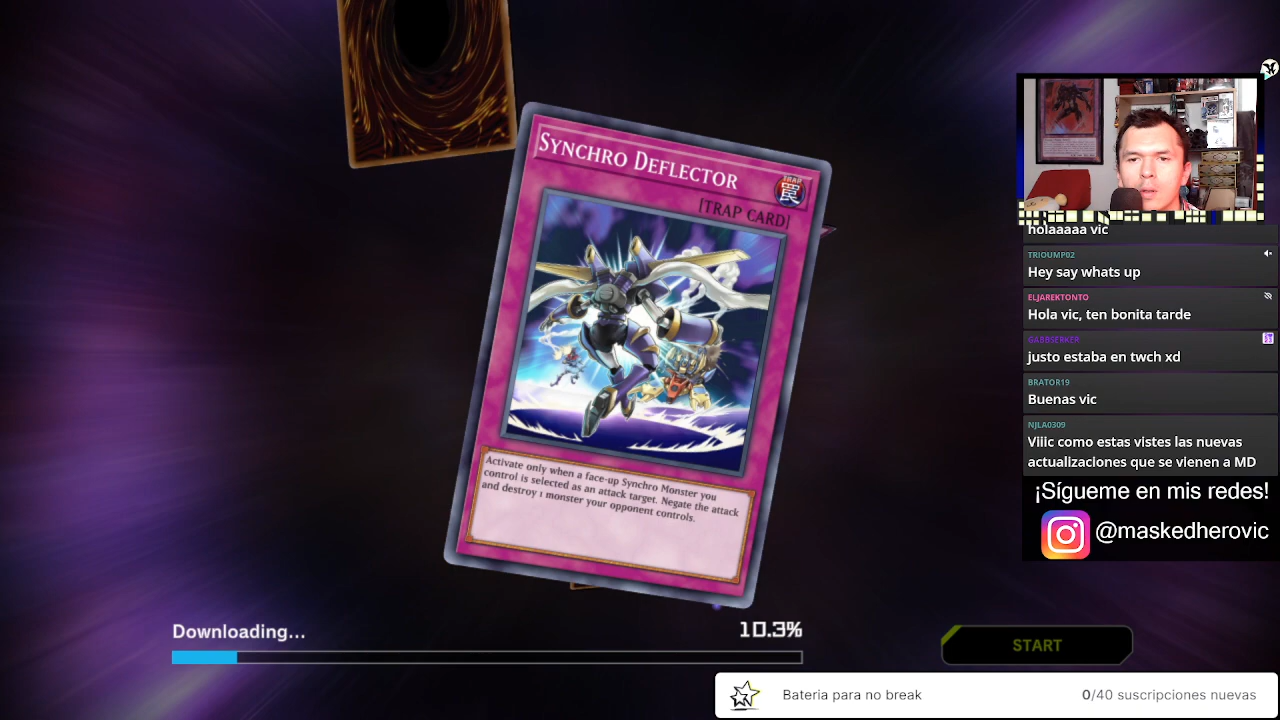 SYNCHRO DEFLECTOR
TRAP
罠
[TRAP CARD]
Activate only when a face-up Synchro Monster you
control is selected as an attack target. Negate the attack
and destroy 1 monster your opponent controls.
Downloading...
10.3%
START
holaaaaa vic
TRIOUMP02
Hey say whats up
ELJAREKTONTO
Hola vic, ten bonita tarde
GABBSERKER
justo estaba en twch xd
BRATOR19
Buenas vic
NJLA0309
Viiic como estas vistes las nuevas
actualizaciones que se vienen a MD
¡Sígueme en mis redes!
@maskedherovic
Bateria para no break
0/40 suscripciones nuevas